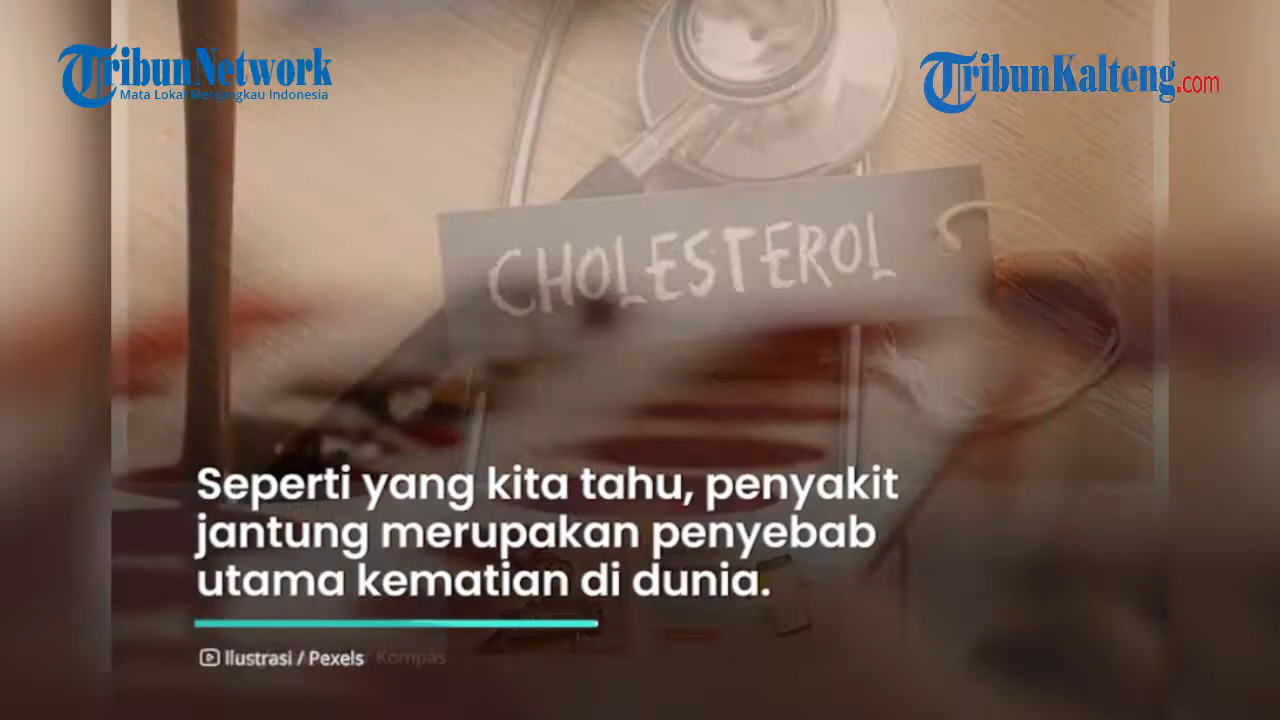 TribunNetwork
Mata Lokal Menjangkau Indonesia
TribunKalteng.com
CHOLESTEROL
Seperti yang kita tahu, penyakit
jantung merupakan penyebab
utama kematian di dunia.
Ilustrasi / Pexels
Kompas